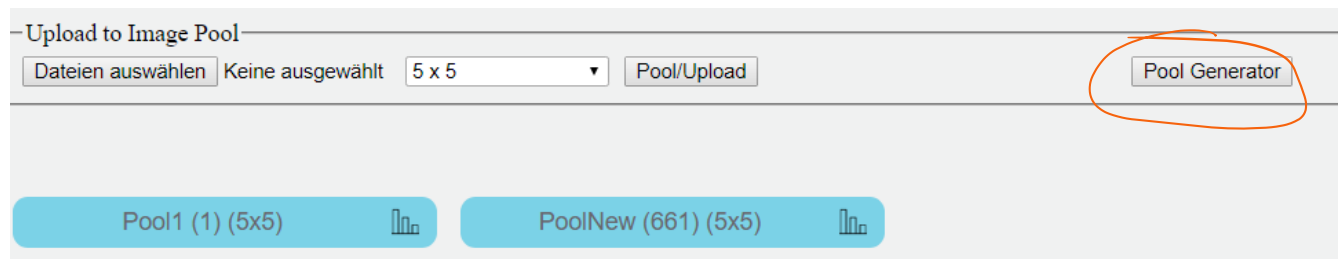 Upload to Image Pool
Dateien auswählen Keine ausgewählt 5 x 5 Pool/Upload Pool Generator
Pool1 (1) (5x5) PoolNew (661) (5x5)